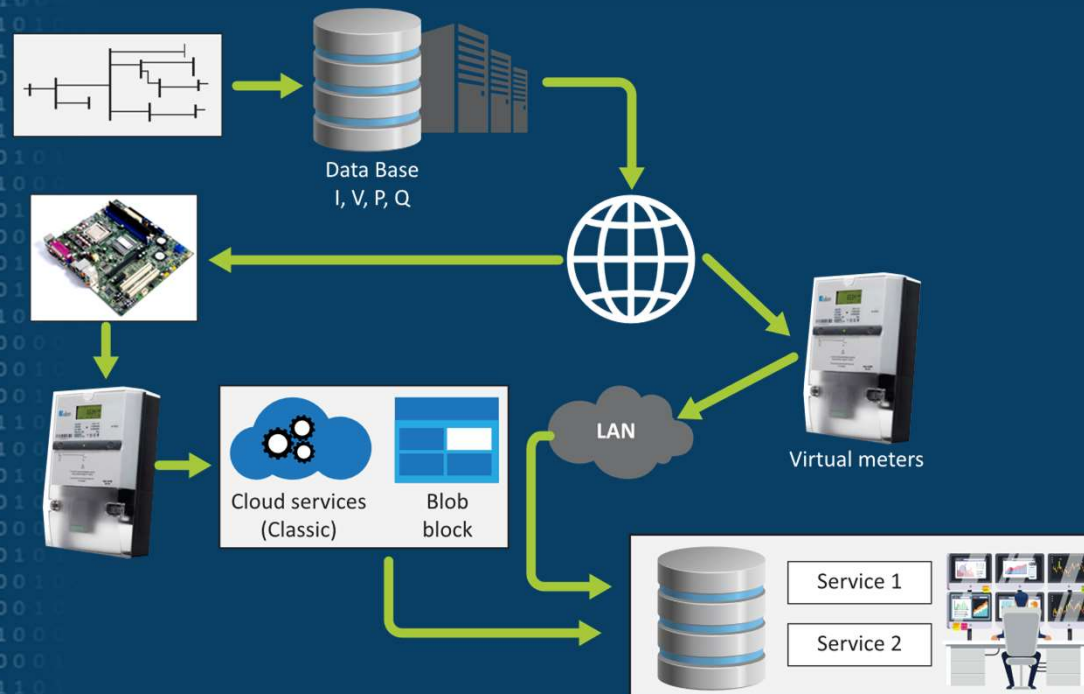 Data Base
I, V, P, Q
LAN
Virtual meters
Cloud services
(Classic)
Blob
block
Service 1
Service 2